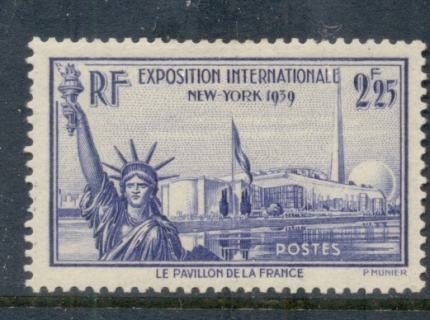 RF EXPOSITION INTERNATIONALE 2F25
NEW-YORK 1939
POSTES
LE PAVILLON DE LA FRANCE P. MUNIER